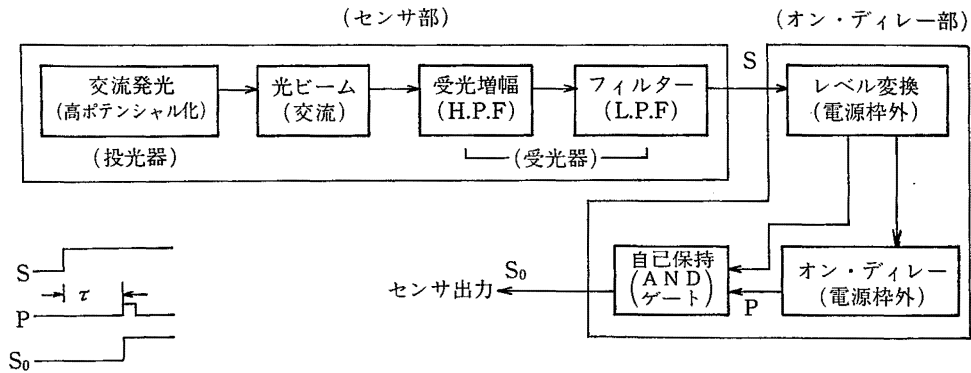 (センサ部)
(オン・ディレー部)
交流発光
(高ポテンシャル化)
(投光器)
光ビーム
(交流)
受光増幅
(H.P.F)
フィルター
(L.P.F)
(受光器)
S
レベル変換
(電源枠外)
オン・ディレー
(電源枠外)
P
自己保持
(AND)
ゲート
S₀
センサ出力
S
τ
P
S₀